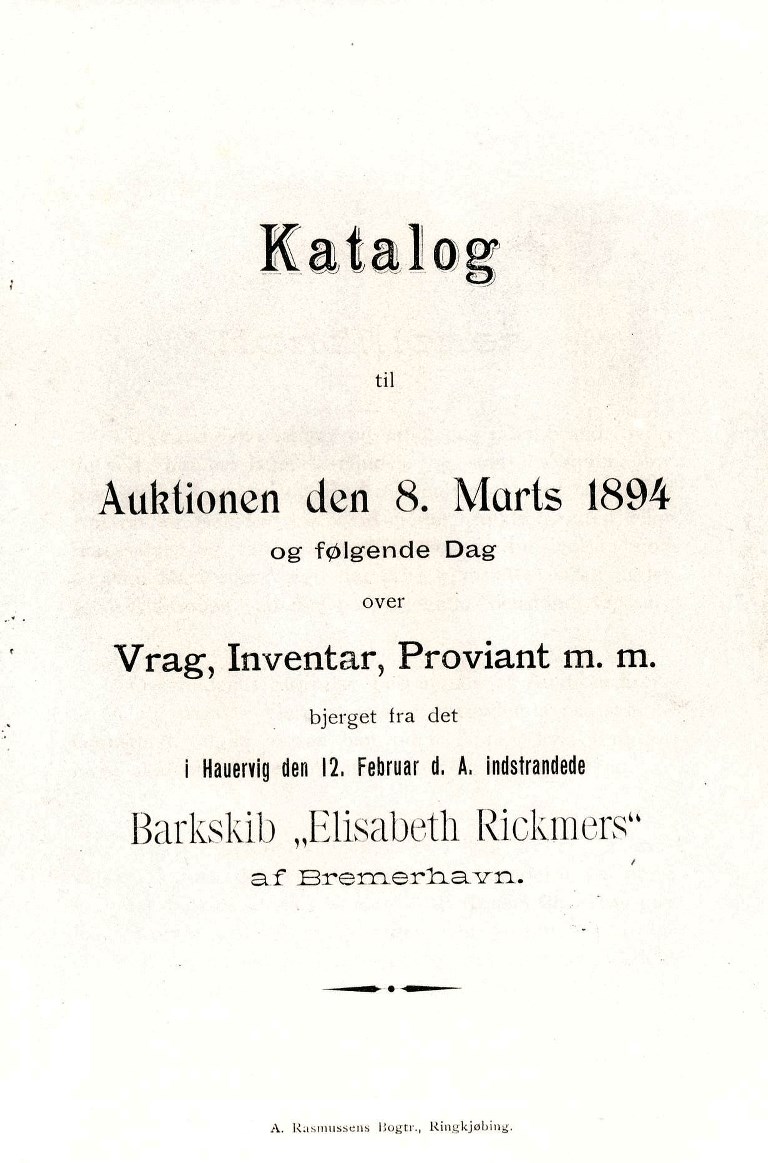 Katalog
til
Auktionen den 8. Marts 1894
og følgende Dag
over
Vrag, Inventar, Proviant m. m.
bjerget fra det
i Hauervig den 12. Februar d. A. indstrandede
Barkskib „Elisabeth Rickmers“
af Bremerhavn.
A. Rasmussens Bogtr., Ringkjøbing.